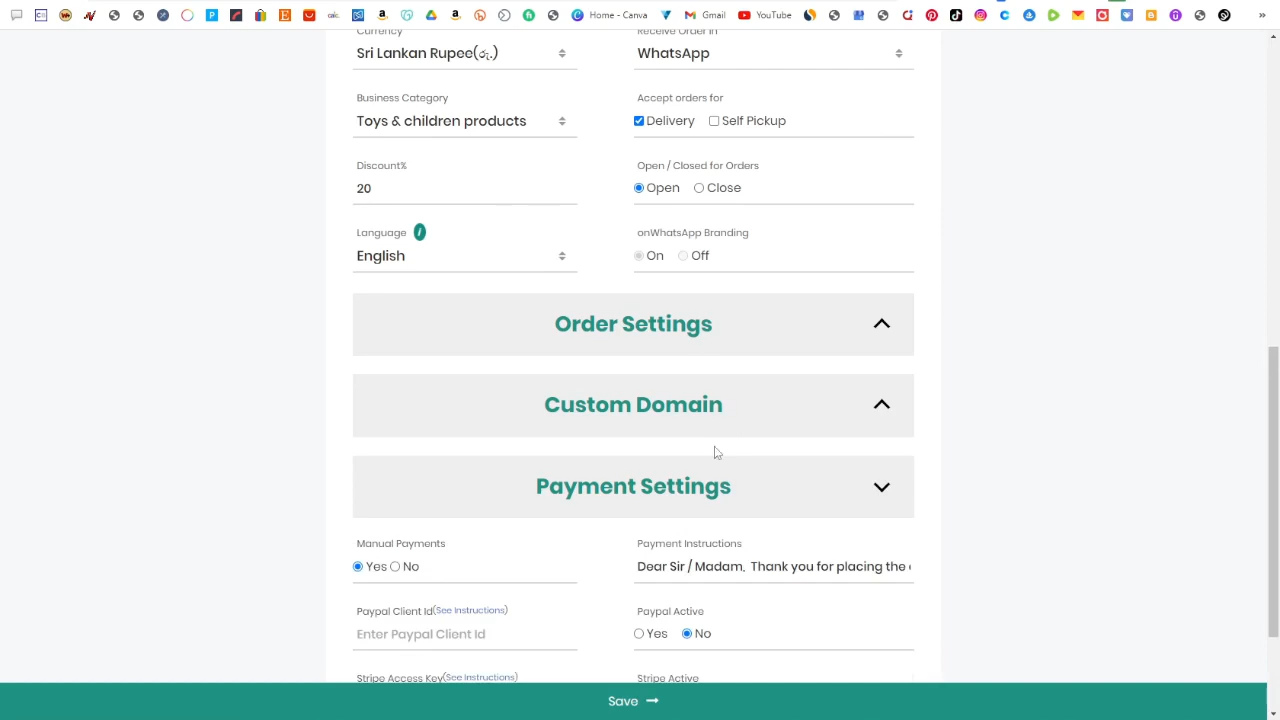 Home - Canva Gmail YouTube »
Currency Receive Order In
Sri Lankan Rupee(රු.) WhatsApp
Business Category Accept orders for
Toys & children products Delivery Self Pickup
Discount% Open / Closed for Orders
20 Open Close
Language i onWhatsApp Branding
English On Off
Order Settings
Custom Domain
Payment Settings
Manual Payments Payment Instructions
Yes No Dear Sir / Madam, Thank you for placing the
Paypal Client Id(See Instructions) Paypal Active
Enter Paypal Client Id Yes No
Stripe Access Key(See Instructions) Stripe Active
Save →